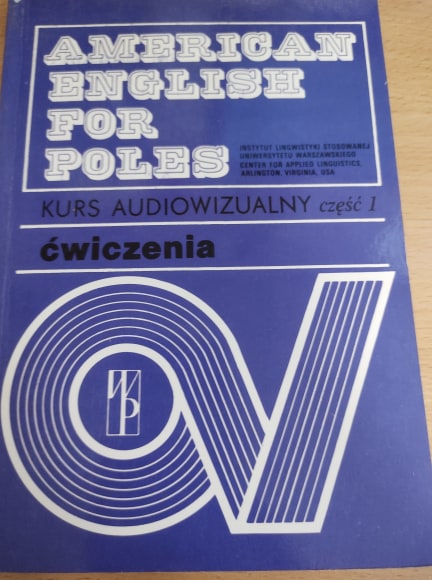 AMERICAN
ENGLISH
FOR
POLES
INSTYTUT LINGWISTYKI STOSOWANEJ
UNIWERSYTETU WARSZAWSKIEGO
CENTER FOR APPLIED LINGUISTICS,
ARLINGTON, VIRGINIA, USA
KURS AUDIOWIZUALNY część 1
ćwiczenia
WP